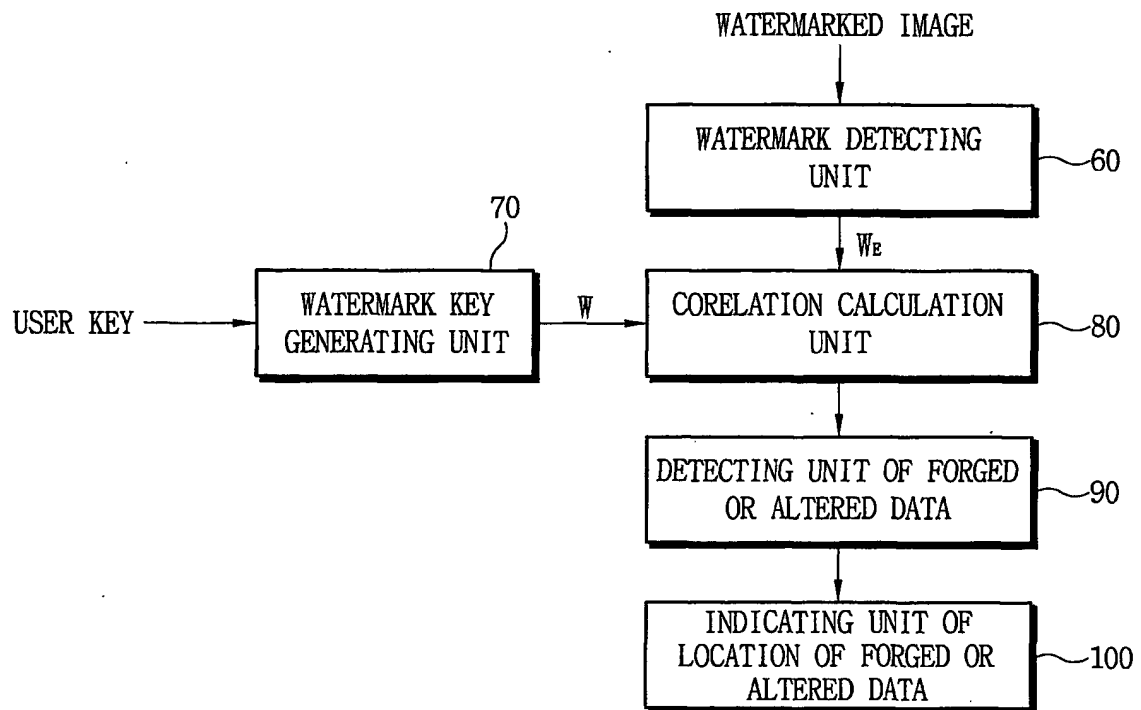 WATERMARKED IMAGE
WATERMARK DETECTING
UNIT
60
WE
70
USER KEY
WATERMARK KEY
GENERATING UNIT
W
CORELATION CALCULATION
UNIT
80
DETECTING UNIT OF FORGED
OR ALTERED DATA
90
INDICATING UNIT OF
LOCATION OF FORGED OR
ALTERED DATA
100